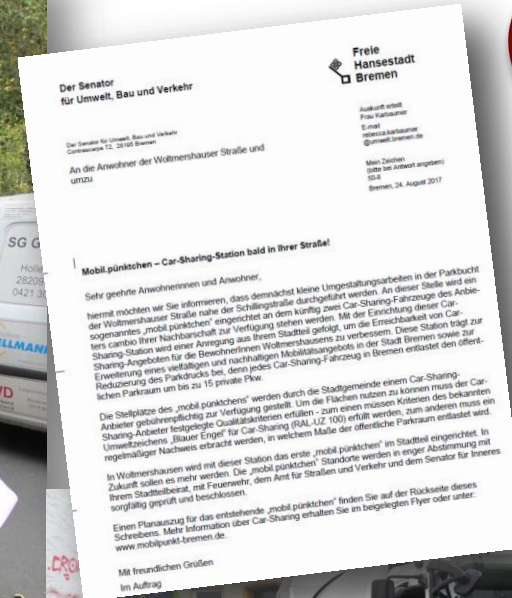 Freie
Hansestadt
Bremen
Der Senator
für Umwelt, Bau und Verkehr
Auskunft erteilt
Frau Karbaumer
E-mail
rebecca.karbaumer
@umwelt.bremen.de
Der Senator für Umwelt, Bau und Verkehr
Contrescarpe 72, 28195 Bremen
An die Anwohner der Woltmershauser Straße und
umzu
Mein Zeichen
(bitte bei Antwort angeben)
50-8
Bremen, 24. August 2017
Mobil.pünktchen – Car-Sharing-Station bald in Ihrer Straße!
Sehr geehrte Anwohnerinnen und Anwohner,
hiermit möchten wir Sie informieren, dass demnächst kleine Umgestaltungsarbeiten in der Parkbucht
der Woltmershauser Straße nahe der Schillingstraße durchgeführt werden. An dieser Stelle wird ein
sogenanntes „mobil.pünktchen“ eingerichtet an dem künftig zwei Car-Sharing-Fahrzeuge des Anbie-
ters cambio Ihrer Nachbarschaft zur Verfügung stehen werden. Mit der Einrichtung dieser Car-
Sharing-Station wird einer Anregung aus Ihrem Stadtteil gefolgt, um die Erreichbarkeit von Car-
Sharing-Angeboten für die BewohnerInnen Woltmershausens zu verbessern. Diese Station trägt zur
Erweiterung eines vielfältigen und nachhaltigen Mobilitätsangebots in der Stadt Bremen sowie zur
Reduzierung des Parkdrucks bei, denn jedes Car-Sharing-Fahrzeug in Bremen entlastet den öffent-
lichen Parkraum um bis zu 15 private Pkw.
Die Stellplätze des „mobil.pünktchens“ werden durch die Stadtgemeinde einem Car-Sharing-
Anbieter gebührenpflichtig zur Verfügung gestellt. Um die Flächen nutzen zu können muss der Car-
Sharing-Anbieter festgelegte Qualitätskriterien erfüllen - zum einen müssen Kriterien des bekannten
Umweltzeichens „Blauer Engel“ für Car-Sharing (RAL-UZ 100) erfüllt werden, zum anderen muss ein
regelmäßiger Nachweis erbracht werden, in welchem Maße der öffentliche Parkraum entlastet wird.
In Woltmershausen wird mit dieser Station das erste „mobil.pünktchen“ im Stadtteil eingerichtet. In
Zukunft sollen es mehr werden. Die „mobil.pünktchen“ Standorte werden in enger Abstimmung mit
Ihrem Stadtteilbeirat, mit Feuerwehr, dem Amt für Straßen und Verkehr und dem Senator für Inneres
sorgfältig geprüft und beschlossen.
Einen Planauszug für das entstehende „mobil.pünktchen“ finden Sie auf der Rückseite dieses
Schreibens. Mehr Information über Car-Sharing erhalten Sie im beigelegten Flyer oder unter:
www.mobilpunkt-bremen.de.
Mit freundlichen Grüßen
Im Auftrag
SG
28209
0421